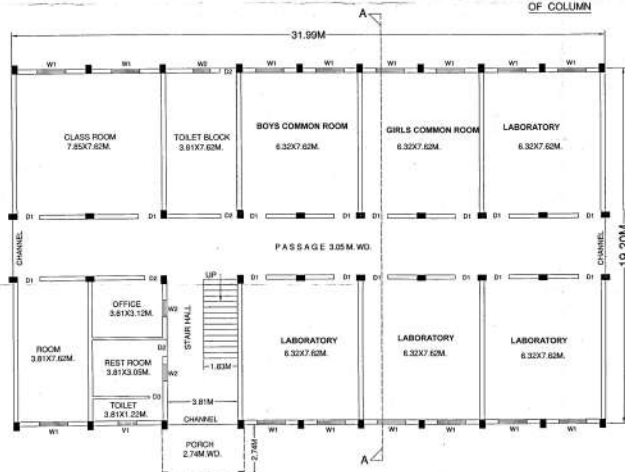 OF COLUMN
A
31.99M
W1 W1 W2 D2 W1 W1 W1 W1 W1 W1
CLASS ROOM
7.85X7.62M.
TOILET BLOCK
3.81X7.62M.
BOYS COMMON ROOM
6.32X7.62M.
GIRLS COMMON ROOM
6.32X7.62M.
LABORATORY
6.32X7.62M.
D1 D1 D2 D1 D1 D1 D1 D1 D1
CHANNEL
PASSAGE 3.05 M. WD.
CHANNEL
19.20M
D1 D2 D1 D1 D1 D1 D1 D1
UP
OFFICE
3.81X3.12M.
W2
STAIR HALL
ROOM
3.81X7.62M.
D2
REST ROOM
3.81X3.05M.
W2
1.83M
LABORATORY
6.32X7.62M.
LABORATORY
6.32X7.62M.
LABORATORY
6.32X7.62M.
TOILET
3.81X1.22M.
D3
3.81M
CHANNEL
W1 V1 W1 W1 W1 W1 W1 W1
PORCH
2.74M.WD.
2.74M
A